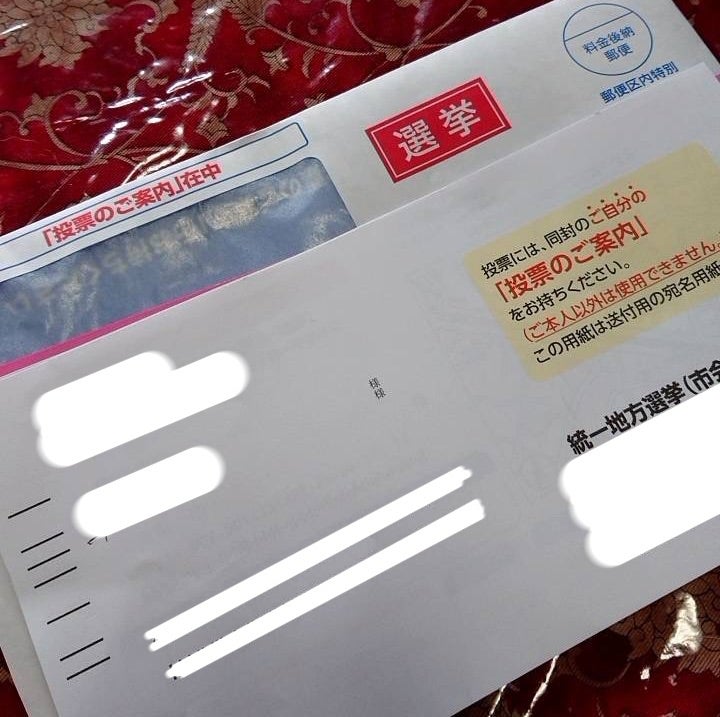 料金後納
郵便
郵便区内特別
選挙
「投票のご案内」在中
投票には、同封のご自分の
「投票のご案内」
をお持ちください。
(ご本人以外は使用できません。
この用紙は送付用の宛名用紙
様
様
統一地方選挙(市会